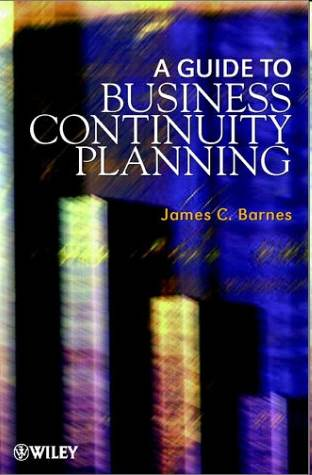 A GUIDE TO
BUSINESS
CONTINUITY
PLANNING
James C. Barnes
WILEY